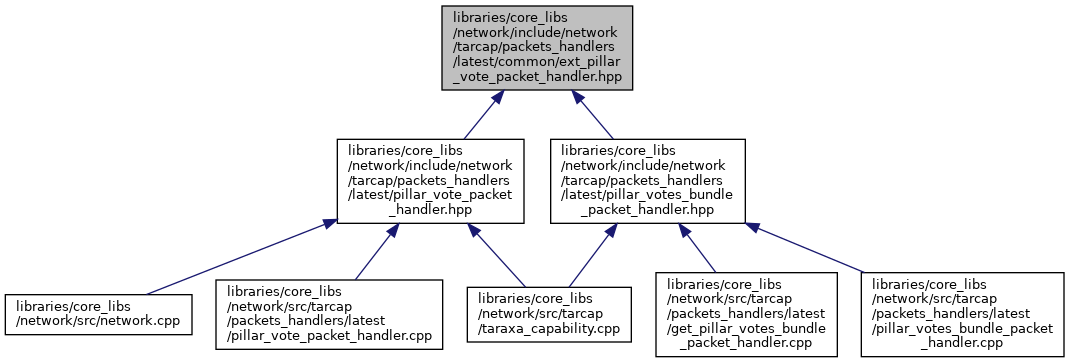 libraries/core_libs
/network/include/network
/tarcap/packets_handlers
/latest/common/ext_pillar
_vote_packet_handler.hpp
libraries/core_libs
/network/include/network
/tarcap/packets_handlers
/latest/pillar_vote_packet
_handler.hpp
libraries/core_libs
/network/include/network
/tarcap/packets_handlers
/latest/pillar_votes_bundle
_packet_handler.hpp
libraries/core_libs
/network/src/network.cpp
libraries/core_libs
/network/src/tarcap
/packets_handlers/latest
/pillar_vote_packet_handler.cpp
libraries/core_libs
/network/src/tarcap
/taraxa_capability.cpp
libraries/core_libs
/network/src/tarcap
/packets_handlers/latest
/get_pillar_votes_bundle
_packet_handler.cpp
libraries/core_libs
/network/src/tarcap
/packets_handlers/latest
/pillar_votes_bundle_packet
_handler.cpp